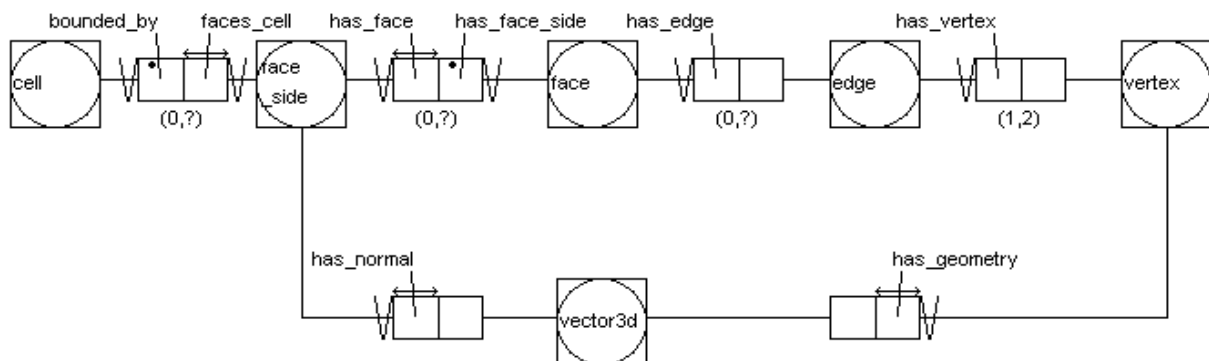 bounded_by faces_cell has_face has_face_side has_edge has_vertex
cell
face
_side
face
edge
vertex
(0,?) (0,?) (0,?) (1,2)
has_normal has_geometry
vector3d